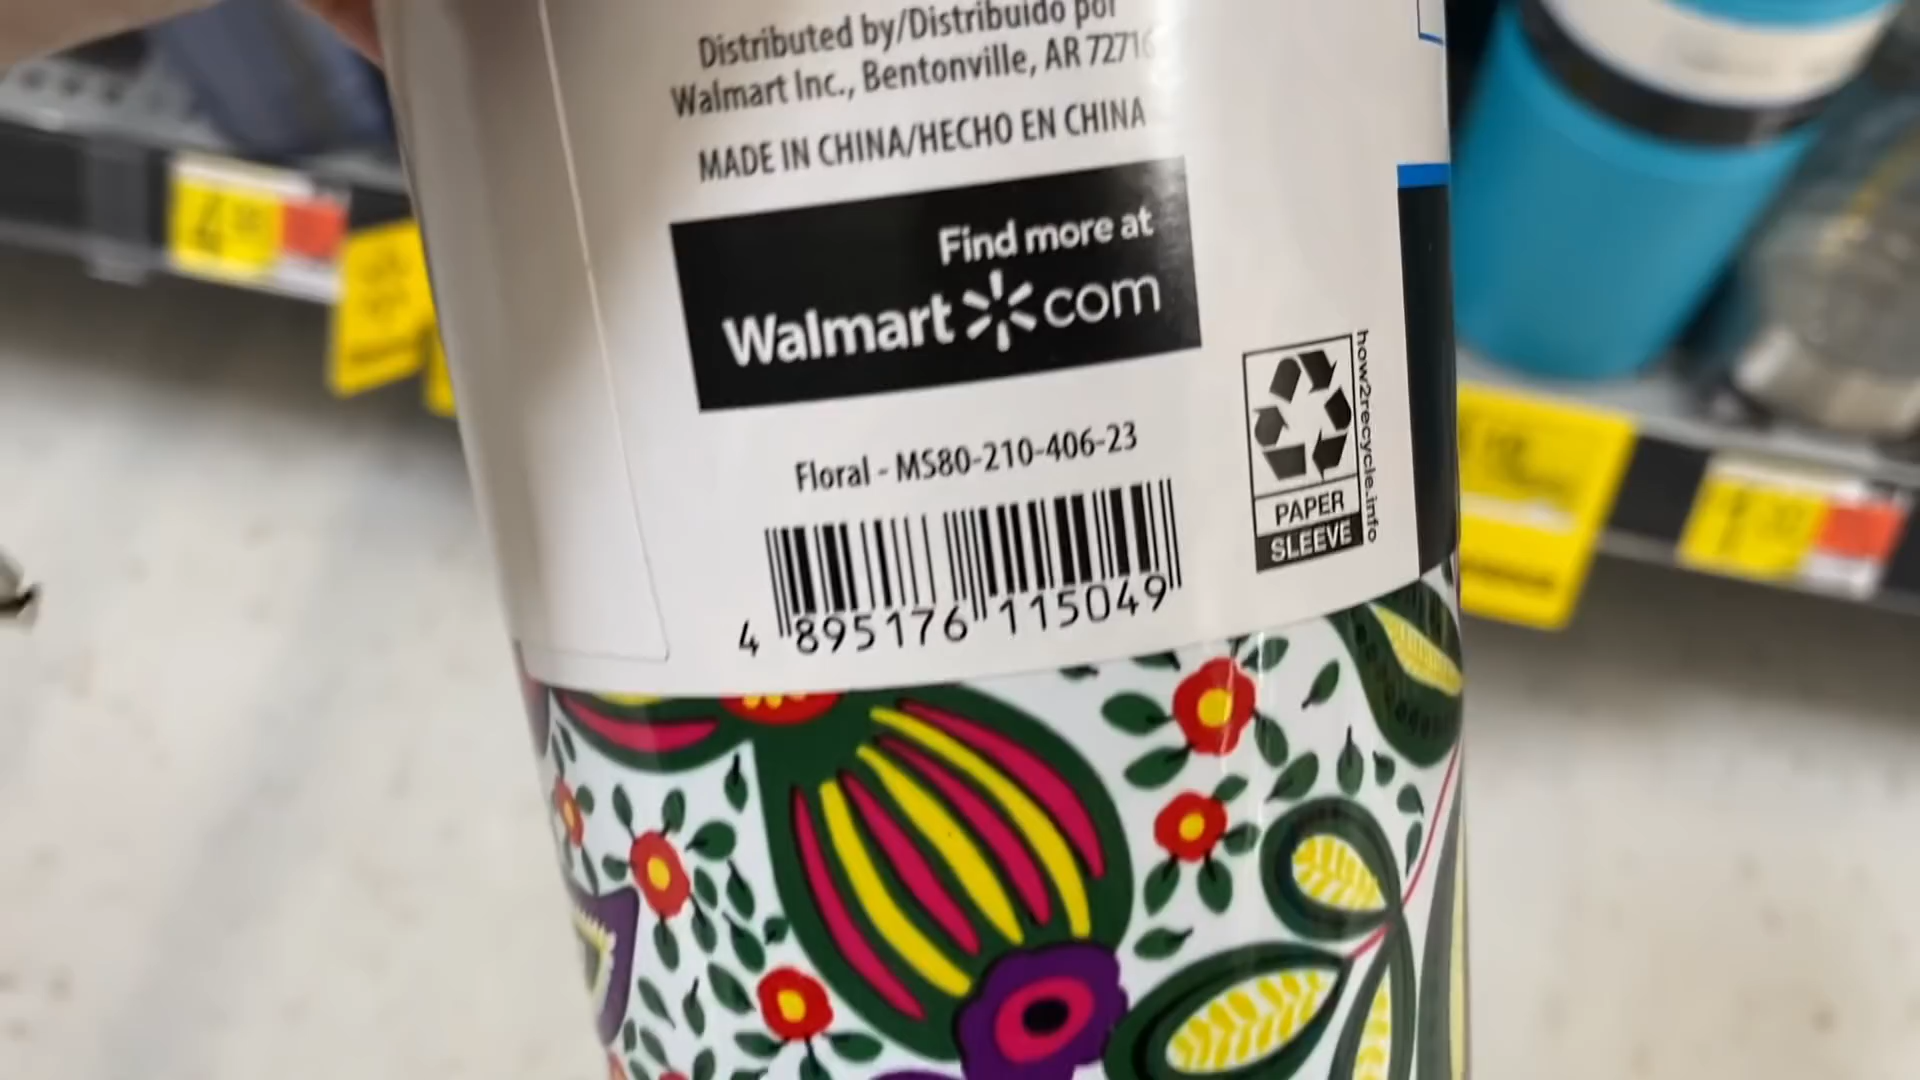 Distributed by/Distribuido por
Walmart Inc., Bentonville, AR 72716
MADE IN CHINA/HECHO EN CHINA
Find more at
Walmart com
Floral - MS80-210-406-23
4 895176 115049
PAPER
SLEEVE
how2recycle.info